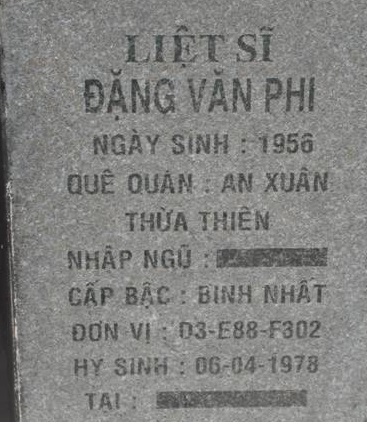 LIỆT SĨ
ĐẶNG VĂN PHI
NGÀY SINH : 1956
QUÊ QUÁN : AN XUÂN
THỪA THIÊN
NHẬP NGŨ :
CẤP BẬC : BINH NHẤT
ĐƠN VỊ : D3-E88-F302
HY SINH : 06-04-1978
TẠI :